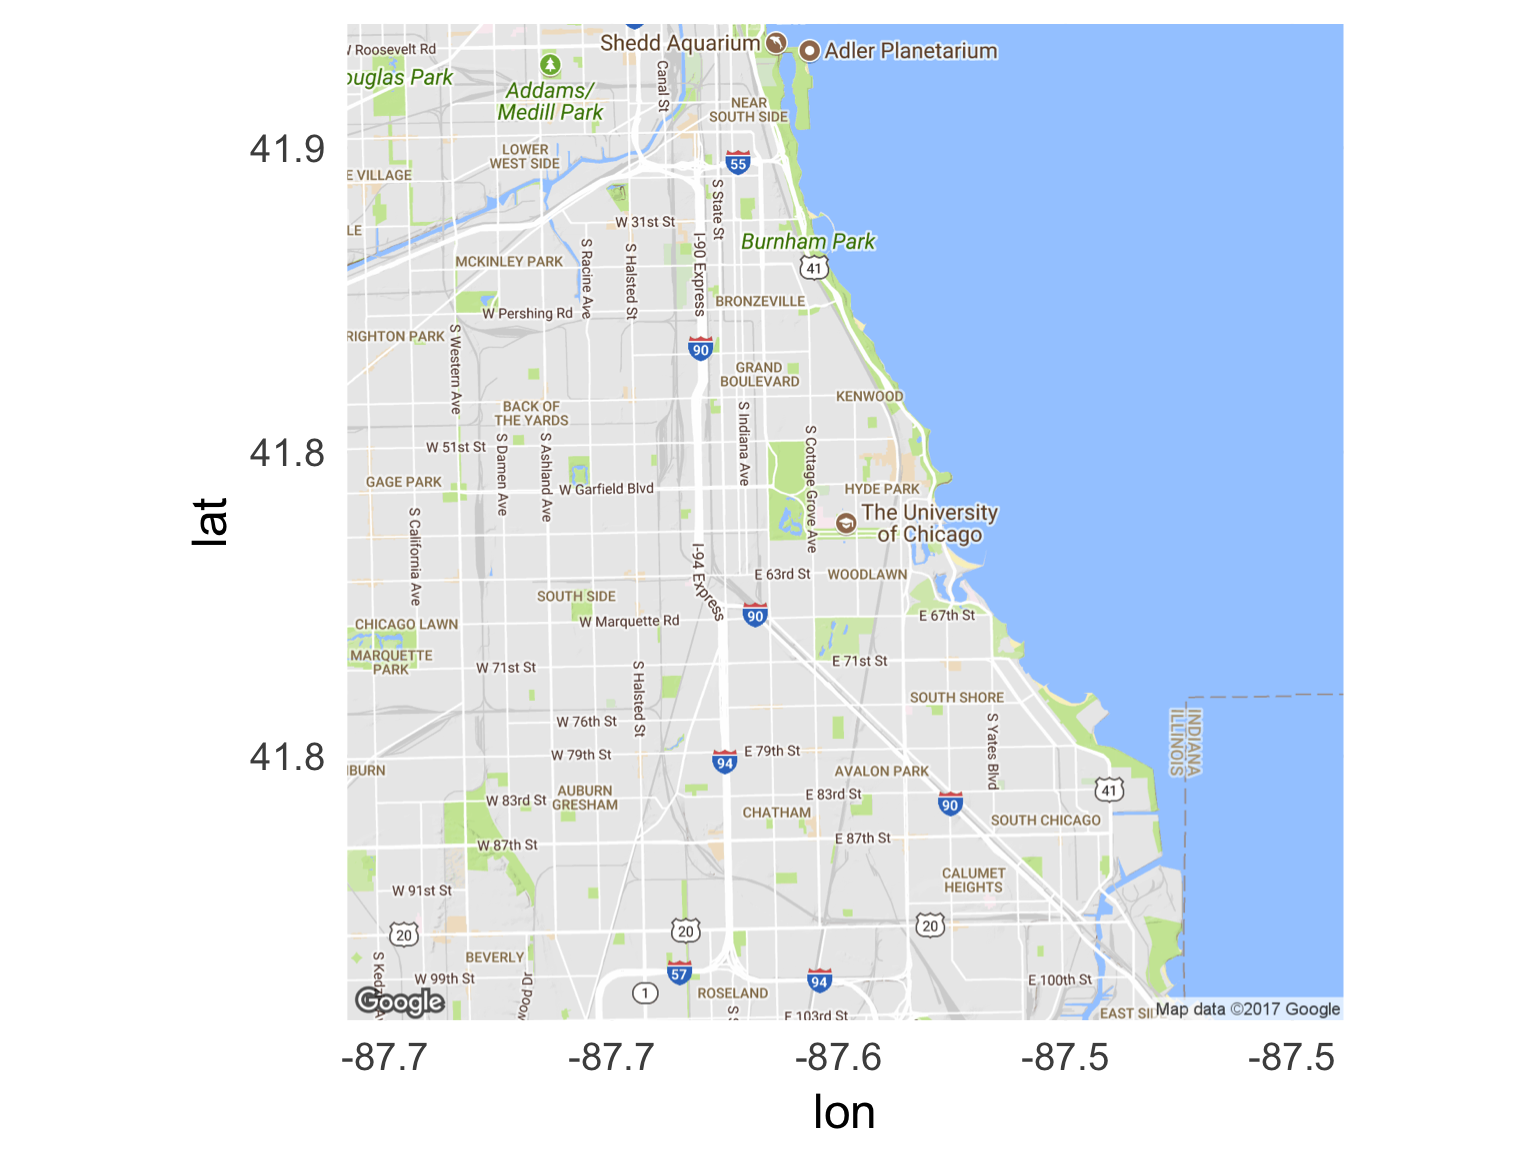 W Roosevelt Rd
Shedd Aquarium
Adler Planetarium
ouglas Park
Canal St
Addams/
Medill Park
NEAR
SOUTH SIDE
41.9
LOWER
WEST SIDE
55
E VILLAGE
S State St
W 31st St
LE
Burnham Park
MCKINLEY PARK
S Racine Ave
S Halsted St
I-90 Express
41
BRONZEVILLE
W Pershing Rd
RIGHTON PARK
S Western Ave
90
GRAND
BOULEVARD
KENWOOD
BACK OF
THE YARDS
S Indiana Ave
41.8
W 51st St
S Damen Ave
S Ashland Ave
S Cottage Grove Ave
GAGE PARK
W Garfield Blvd
HYDE PARK
lat
S California Ave
The University
of Chicago
I-94 Express
E 63rd St
WOODLAWN
SOUTH SIDE
90
W Marquette Rd
E 67th St
CHICAGO LAWN
MARQUETTE
PARK
W 71st St
S Halsted St
E 71st St
SOUTH SHORE
W 76th St
S Yates Blvd
INDIANA
ILLINOIS
41.8
W 79th St
94
E 79th St
IBURN
AVALON PARK
W 83rd St
AUBURN
GRESHAM
E 83rd St
90
41
CHATHAM
SOUTH CHICAGO
W 87th St
E 87th St
CALUMET
HEIGHTS
W 91st St
20
20
20
BEVERLY
S Ked
W 99th St
57
94
E 100th St
Google
1
ROSELAND
E 103rd St
EAST SI
Map data ©2017 Google
-87.7
-87.7
-87.6
-87.5
-87.5
lon